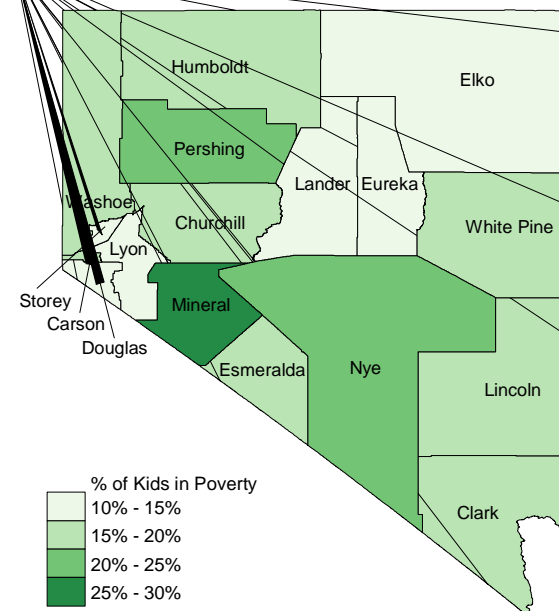 Humboldt
Elko
Pershing
Lander
Eureka
Washoe
Churchill
White Pine
Lyon
Storey
Mineral
Carson
Douglas
Esmeralda
Nye
Lincoln
% of Kids in Poverty
10% - 15%
15% - 20%
20% - 25%
25% - 30%
Clark